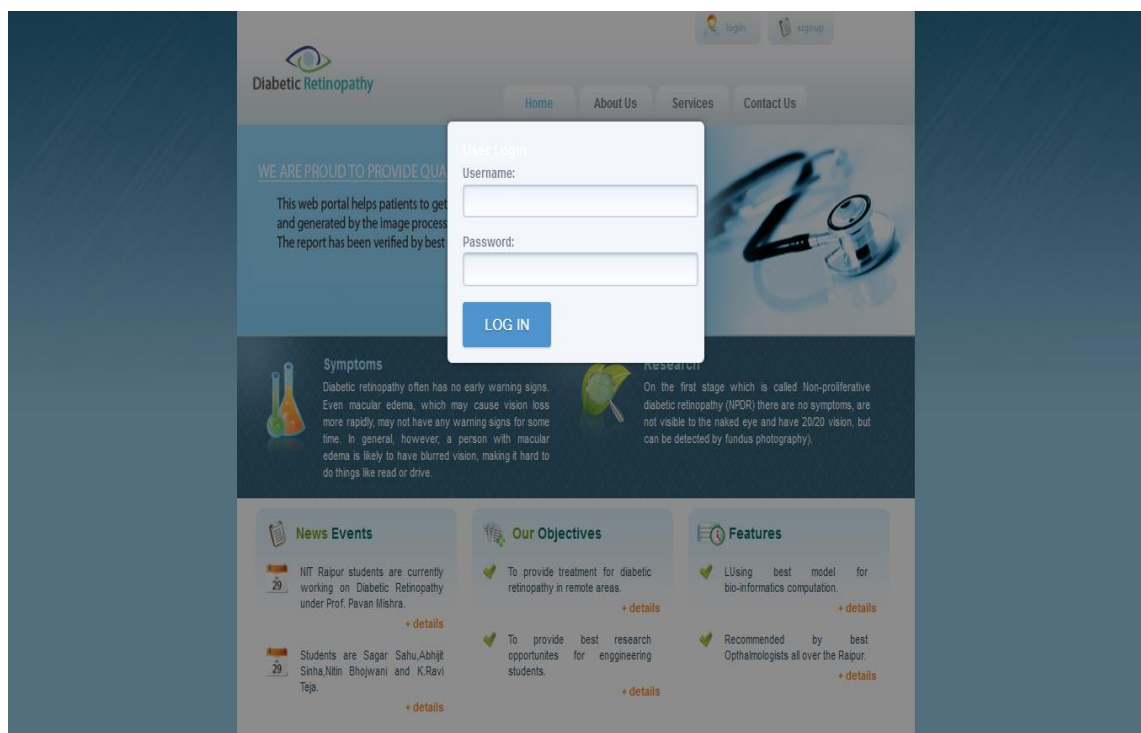 login signup
Diabetic Retinopathy
Home About Us Services Contact Us
WE ARE PROUD TO PROVIDE QUA
This web portal helps patients to get
and generated by the image process
The report has been verified by best
User Login
Username:
Password:
LOG IN
Symptoms
Diabetic retinopathy often has no early warning signs.
Even macular edema, which may cause vision loss
more rapidly, may not have any warning signs for some
time. In general, however, a person with macular
edema is likely to have blurred vision, making it hard to
do things like read or drive.
Research
On the first stage which is called Non-proliferative
diabetic retinopathy (NPDR) there are no symptoms, are
not visible to the naked eye and have 20/20 vision, but
can be detected by fundus photography).
News Events
29
NIT Raipur students are currently
working on Diabetic Retinopathy
under Prof. Pavan Mishra.
+ details
29
Students are Sagar Sahu,Abhijit
Sinha,Nitin Bhojwani and K.Ravi
Teja.
+ details
Our Objectives
To provide treatment for diabetic
retinopathy in remote areas.
+ details
To provide best research
opportunites for enggineering
students.
+ details
Features
LUsing best model for
bio-informatics computation.
+ details
Recommended by best
Opthalmologists all over the Raipur.
+ details